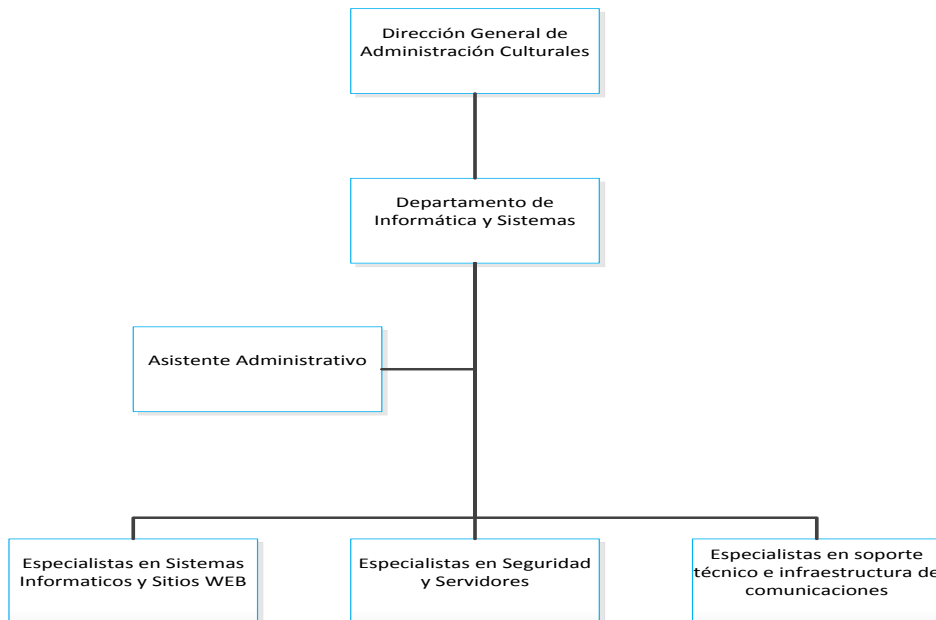 Dirección General de
Administración Culturales
Departamento de
Informática y Sistemas
Asistente Administrativo
Especialistas en Sistemas
Informaticos y Sitios WEB
Especialistas en Seguridad
y Servidores
Especialistas en soporte
técnico e infraestructura de
comunicaciones